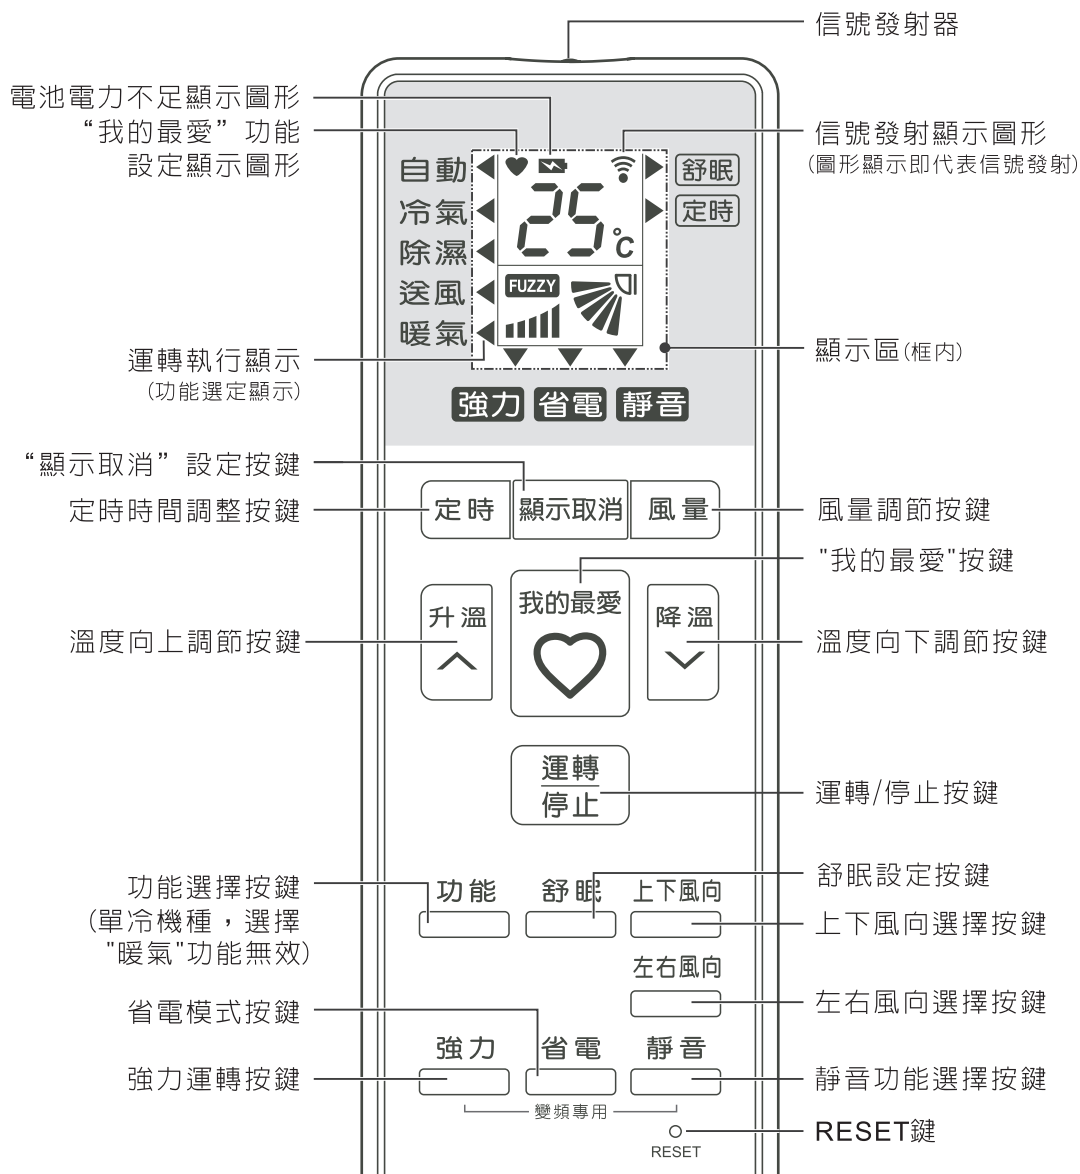 信號發射器
電池電力不足顯示圖形
“我的最愛”功能
設定顯示圖形
信號發射顯示圖形
(圖形顯示即代表信號發射)
自動
舒眠
25℃
冷氣
定時
除濕
送風
FUZZY
暖氣
運轉執行顯示
(功能選定顯示)
顯示區(框內)
強力 省電 靜音
“顯示取消”設定按鍵
定時時間調整按鍵
定時 顯示取消 風量
風量調節按鍵
"我的最愛"按鍵
升溫
我的最愛
降溫
溫度向上調節按鍵
溫度向下調節按鍵
運轉
停止
運轉/停止按鍵
功能選擇按鍵
(單冷機種，選擇
"暖氣"功能無效)
功能 舒眠 上下風向
舒眠設定按鍵
上下風向選擇按鍵
左右風向
左右風向選擇按鍵
省電模式按鍵
強力 省電 靜音
強力運轉按鍵
靜音功能選擇按鍵
變頻專用
RESET
RESET鍵